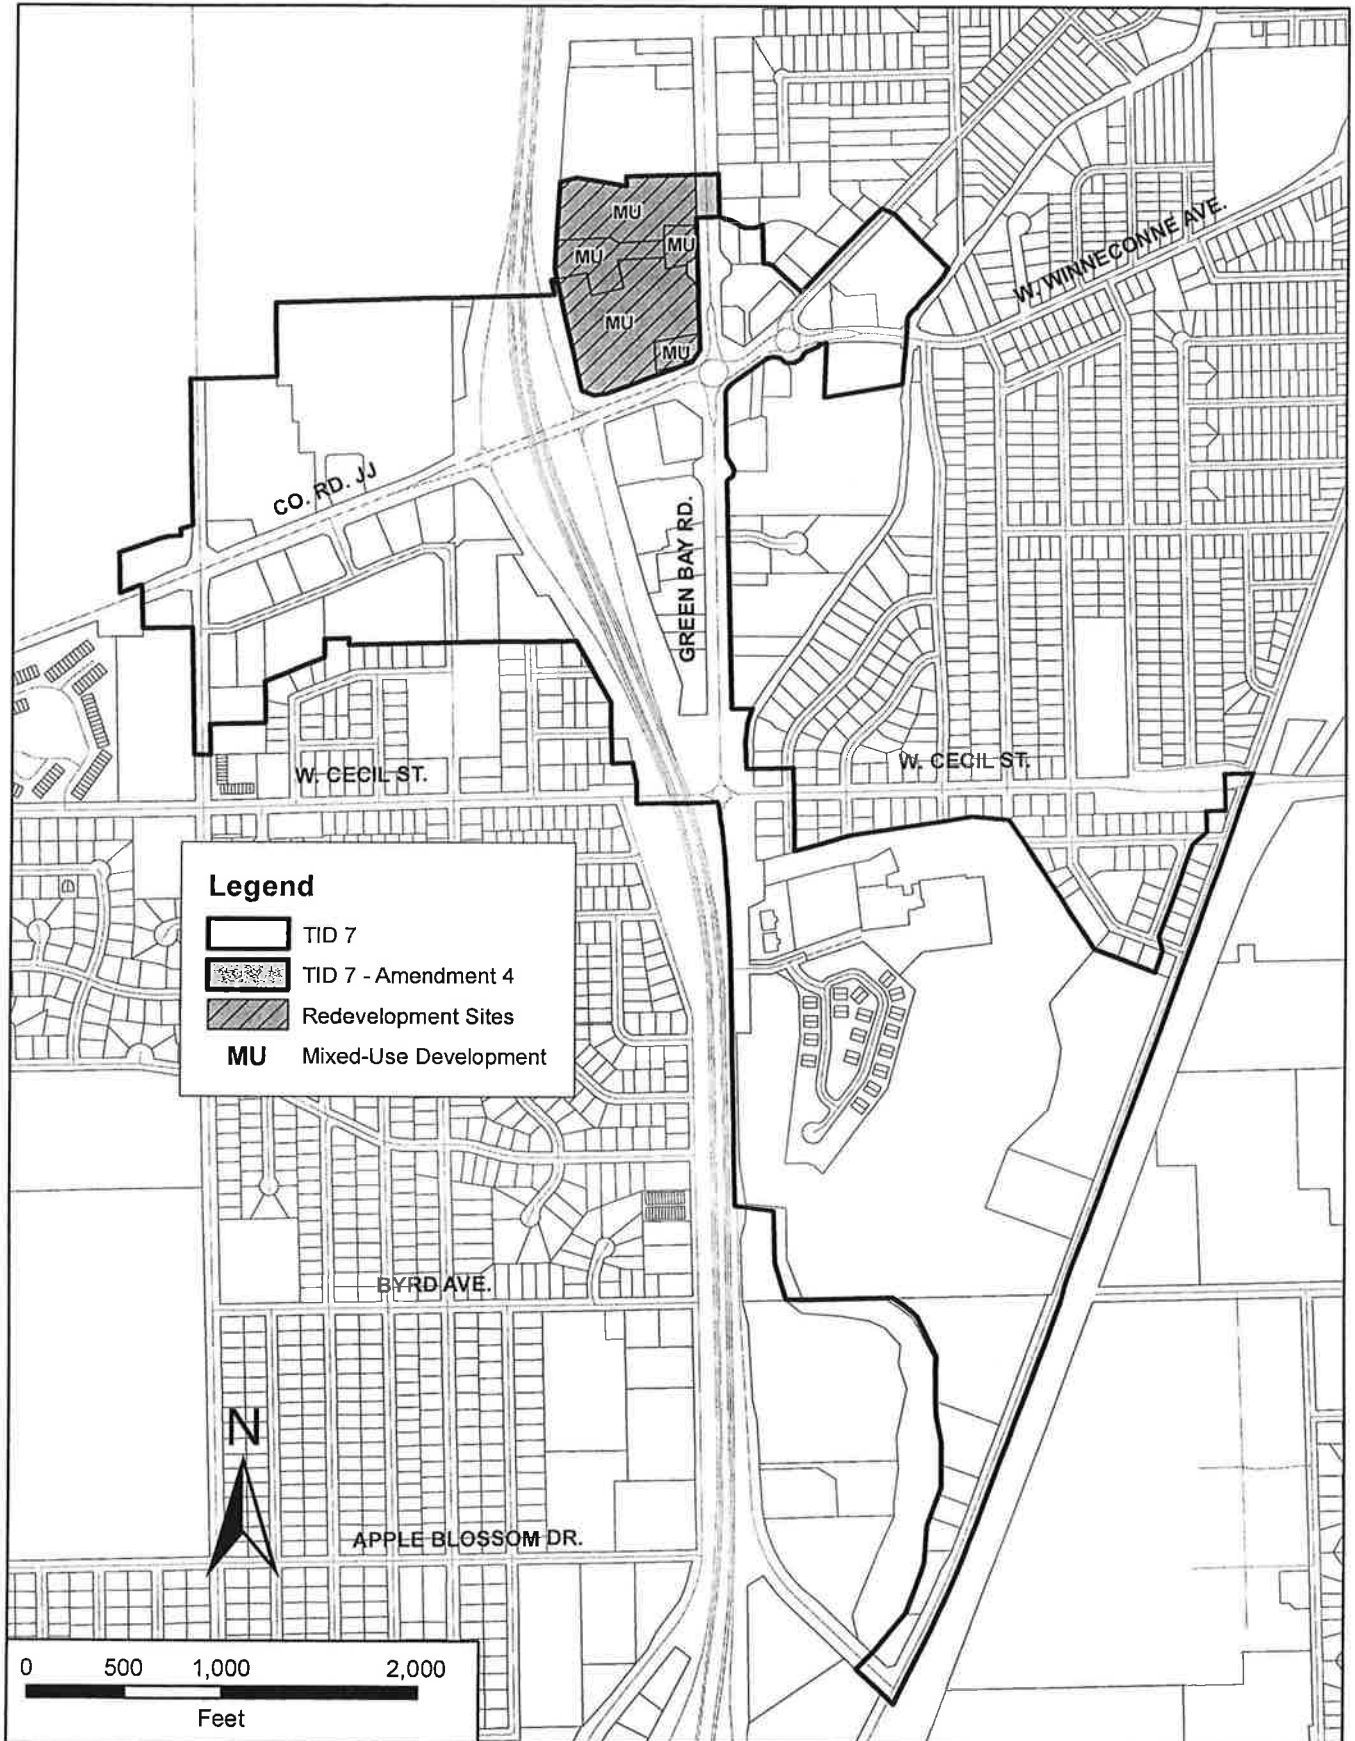 MU
MU
MU
MU
MU
W. WINNECONNE AVE.
CO. RD. JJ
GREEN BAY RD.
W. CECIL ST.
W. CECIL ST.
Legend
TID 7
TID 7 - Amendment 4
Redevelopment Sites
MU Mixed-Use Development
BYRD AVE.
N
APPLE BLOSSOM DR.
0 500 1,000 2,000
Feet